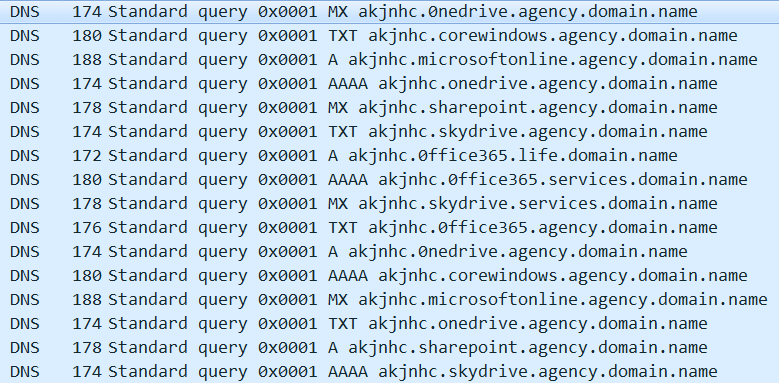 DNS 174 Standard query 0x0001 MX akjnhc.0nedrive.agency.domain.name
DNS 180 Standard query 0x0001 TXT akjnhc.corewindows.agency.domain.name
DNS 188 Standard query 0x0001 A akjnhc.microsoftonline.agency.domain.name
DNS 174 Standard query 0x0001 AAAA akjnhc.onedrive.agency.domain.name
DNS 178 Standard query 0x0001 MX akjnhc.sharepoint.agency.domain.name
DNS 174 Standard query 0x0001 TXT akjnhc.skydrive.agency.domain.name
DNS 172 Standard query 0x0001 A akjnhc.0ffice365.life.domain.name
DNS 180 Standard query 0x0001 AAAA akjnhc.0ffice365.services.domain.name
DNS 178 Standard query 0x0001 MX akjnhc.skydrive.services.domain.name
DNS 176 Standard query 0x0001 TXT akjnhc.0ffice365.agency.domain.name
DNS 174 Standard query 0x0001 A akjnhc.0nedrive.agency.domain.name
DNS 180 Standard query 0x0001 AAAA akjnhc.corewindows.agency.domain.name
DNS 188 Standard query 0x0001 MX akjnhc.microsoftonline.agency.domain.name
DNS 174 Standard query 0x0001 TXT akjnhc.onedrive.agency.domain.name
DNS 178 Standard query 0x0001 A akjnhc.sharepoint.agency.domain.name
DNS 174 Standard query 0x0001 AAAA akjnhc.skydrive.agency.domain.name